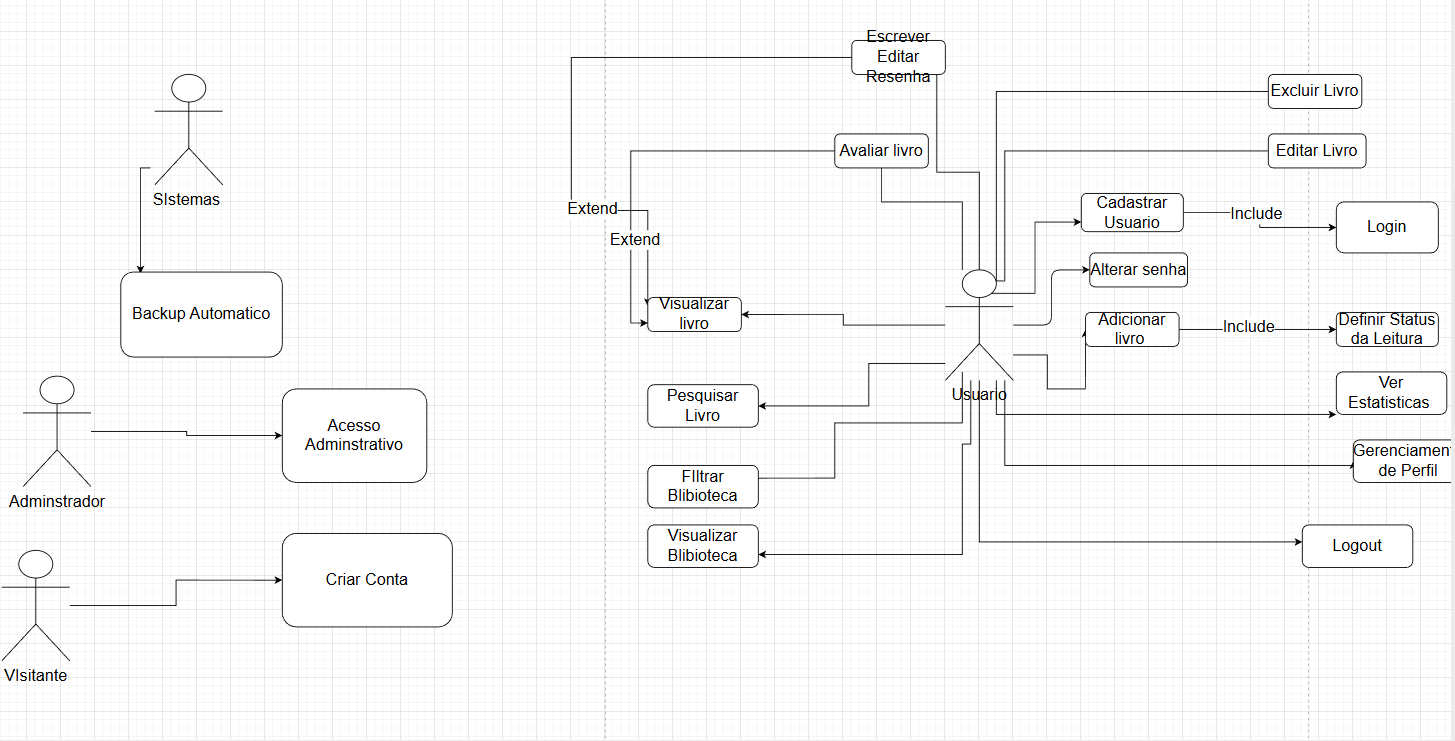 Escrever
Editar
Resenha
Excluir Livro
Avaliar livro
Editar Livro
SIstemas
Cadastrar
Usuario
Include
Login
Extend
Extend
Alterar senha
Backup Automatico
Visualizar
livro
Adicionar
livro
Include
Definir Status
da Leitura
Usuario
Ver
Estatisticas
Pesquisar
Livro
Acesso
Adminstrativo
Adminstrador
FIltrar
Blibioteca
Gerenciamen
de Perfil
Visualizar
Blibioteca
Logout
Criar Conta
VIsitante